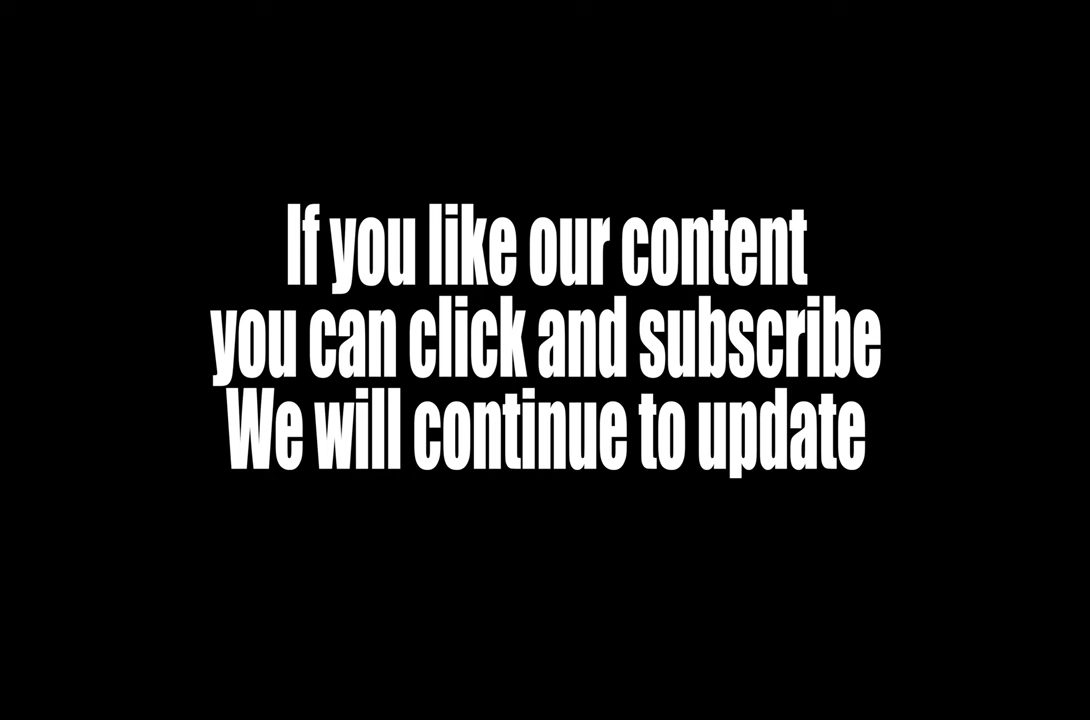 If you like our content
you can click and subscribe
We will continue to update